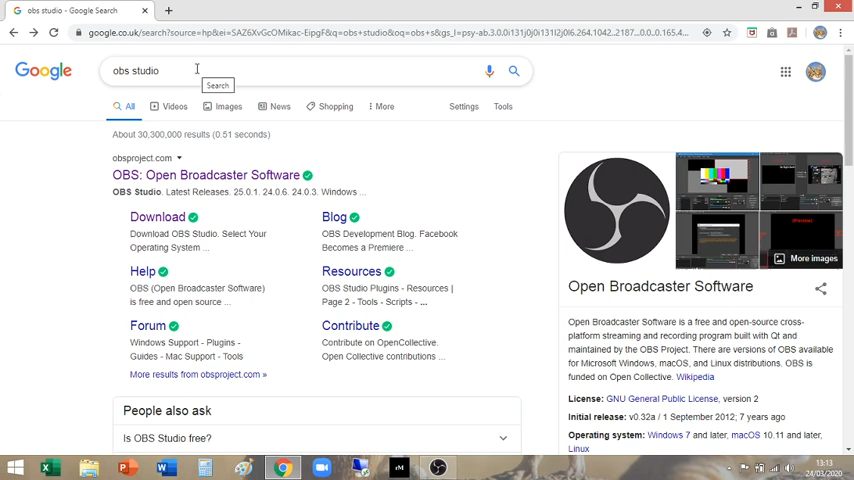 obs studio - Google Search
google.co.uk/search?source=hp&ei=SAZ6XvGcOMikac-EipgF&q=obs+studio&oq=obs+s&gs_l=psy-ab.3.0.0i131j0j0i131l2j0l6.264.1042..2187...0.0..0.165.4...
Google
obs studio
Search
All Videos Images News Shopping More Settings Tools
About 30,300,000 results (0.51 seconds)
obsproject.com
OBS: Open Broadcaster Software
OBS Studio. Latest Releases. 25.0.1. 24.0.6. 24.0.3. Windows ...
Download
Download OBS Studio. Select Your
Operating System ...
Blog
OBS Development Blog. Facebook
Becomes a Premiere ...
Help
OBS (Open Broadcaster Software)
is free and open source ...
Resources
OBS Studio Plugins - Resources |
Page 2 - Tools - Scripts - ...
Forum
Windows Support - Plugins -
Guides - Mac Support - Tools
Contribute
Contribute on OpenCollective.
Open Collective contributions ...
More results from obsproject.com »
People also ask
Is OBS Studio free?
More images
Open Broadcaster Software
Open Broadcaster Software is a free and open-source cross-
platform streaming and recording program built with Qt and
maintained by the OBS Project. There are versions of OBS available
for Microsoft Windows, macOS, and Linux distributions. OBS is
funded on Open Collective. Wikipedia
License: GNU General Public License, version 2
Initial release: v0.32a / 1 September 2012; 7 years ago
Operating system: Windows 7 and later, macOS 10.11 and later,
Linux
rM
13:13
24/03/2020